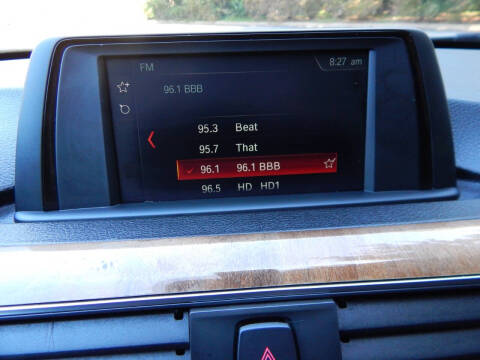 FM 8:27 am
96.1 BBB
95.3 Beat
95.7 That
96.1 96.1 BBB
96.5 HD HD1